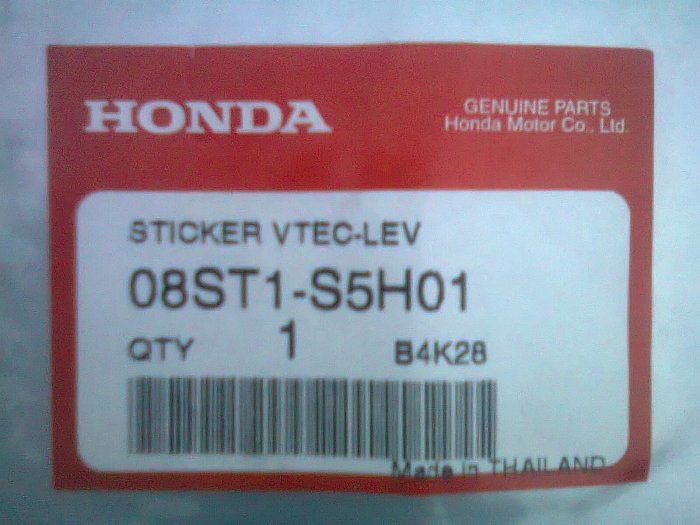 HONDA
GENUINE PARTS
Honda Motor Co., Ltd.
STICKER VTEC-LEV
08ST1-S5H01
QTY 1 B4K28
Made in THAILAND